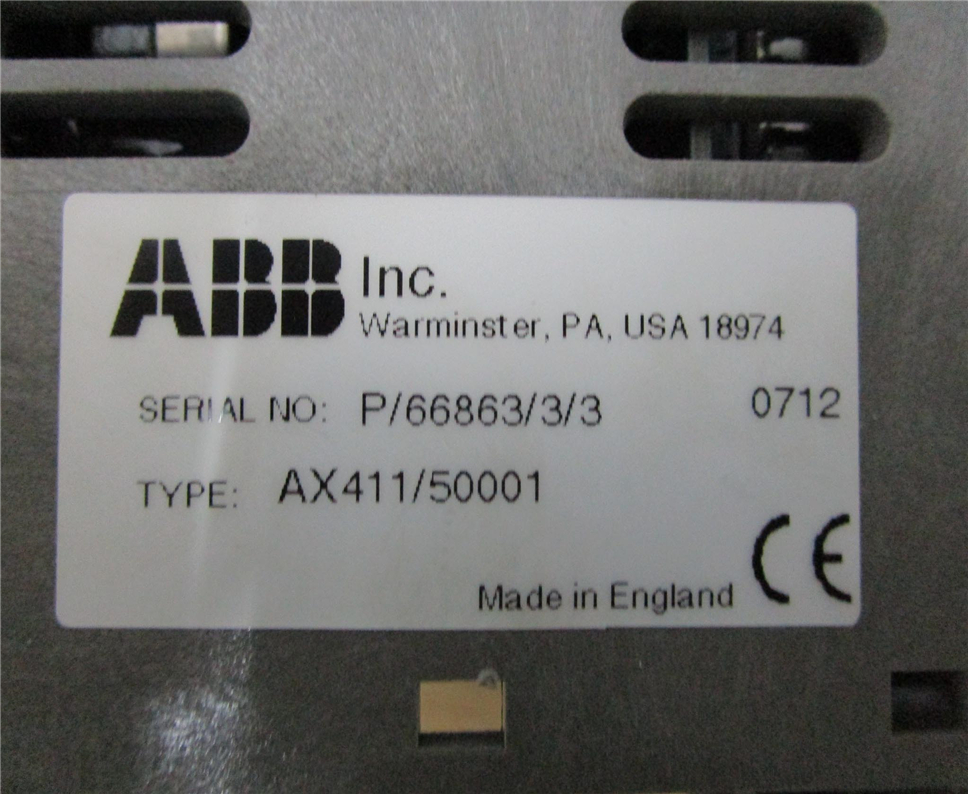 ABB Inc.
Warminster, PA, USA 18974
SERIAL NO: P/66863/3/3 0712
TYPE: AX411/50001
CE
Made in England